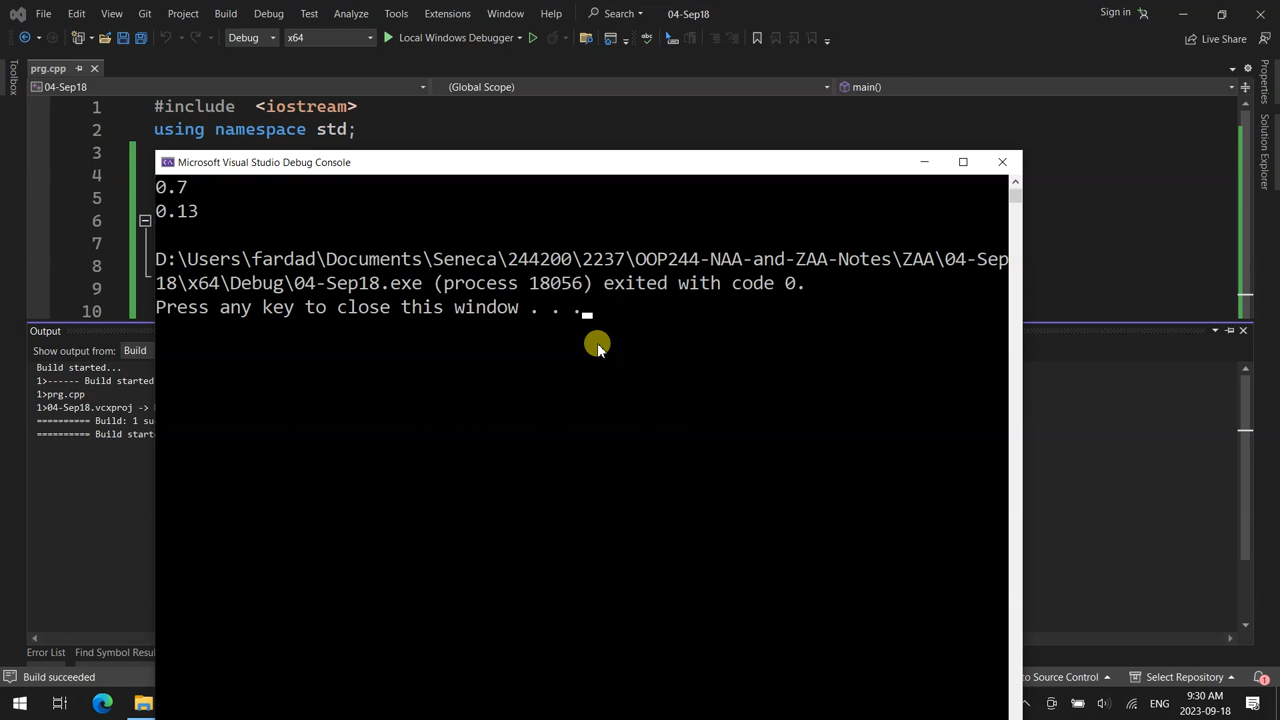 File Edit View Git Project Build Debug Test Analyze Tools Extensions Window Help Search 04-Sep18 Sign in
Debug x64 Local Windows Debugger Live Share
prg.cpp
04-Sep18 (Global Scope) main()
Toolbox
Properties
Solution Explorer
1 #include <iostream>
2 using namespace std;
3
4
5
6
7
8
9
10
Microsoft Visual Studio Debug Console
0.7
0.13
D:\Users\fardad\Documents\Seneca\244200\2237\OOP244-NAA-and-ZAA-Notes\ZAA\04-Sep
18\x64\Debug\04-Sep18.exe (process 18056) exited with code 0.
Press any key to close this window . . .
Output
Show output from: Build
Build started...
1>------ Build started
1>prg.cpp
1>04-Sep18.vcxproj ->
========== Build: 1 su
========== Build starte
Error List Find Symbol Resul
Build succeeded to Source Control Select Repository 1
ENG 9:30 AM
2023-09-18